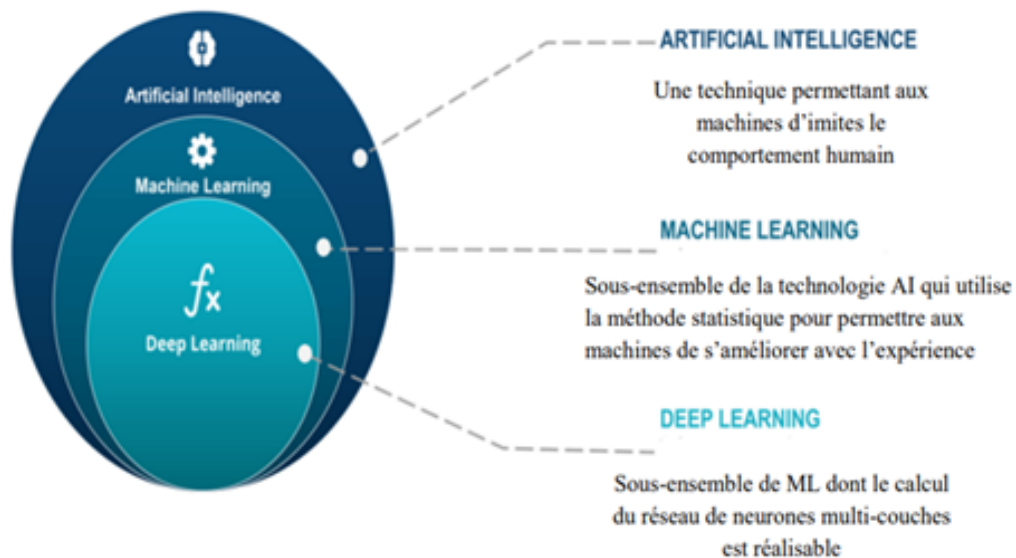 Artificial Intelligence
Machine Learning
fx
Deep Learning
ARTIFICIAL INTELLIGENCE
Une technique permettant aux
machines d’imites le
comportement humain
MACHINE LEARNING
Sous-ensemble de la technologie AI qui utilise
la méthode statistique pour permettre aux
machines de s’améliorer avec l’expérience
DEEP LEARNING
Sous-ensemble de ML dont le calcul
du réseau de neurones multi-couches
est réalisable